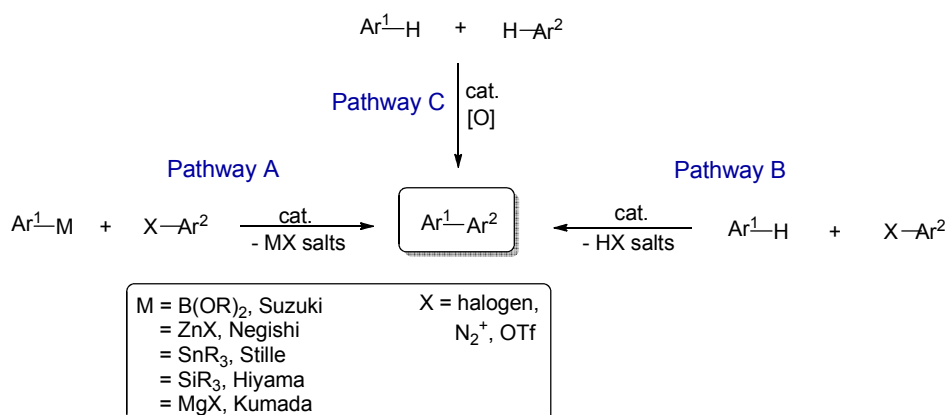 Ar¹—H + H—Ar²
Pathway C
cat.
[O]
Pathway A
Pathway B
Ar¹—M + X—Ar²
cat.
- MX salts
Ar¹—Ar²
cat.
- HX salts
Ar¹—H + X—Ar²
M = B(OR)₂, Suzuki
= ZnX, Negishi
= SnR₃, Stille
= SiR₃, Hiyama
= MgX, Kumada
X = halogen,
N₂⁺, OTf